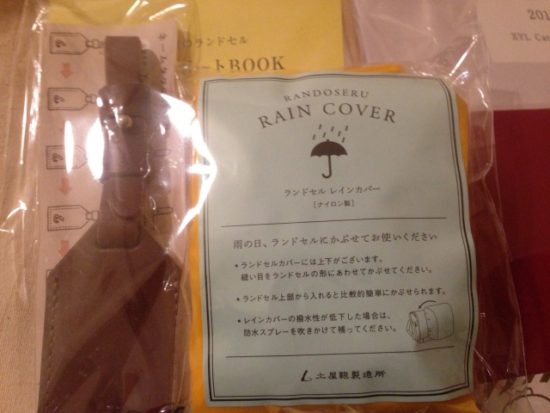 うランドセル
ートBOOK
201
XYL Cat
RANDOSERU
RAIN COVER
ランドセル レインカバー
［ナイロン製］
雨の日、ランドセルにかぶせてお使いください
・ランドセルカバーには上下がございます。
縫い目をランドセルの形にあわせてかぶせてください。
・ランドセル上部から入れると比較的簡単にかぶせられます。
・レインカバーの撥水性が低下した場合は、
防水スプレーを吹きかけて補ってください。
土屋鞄製造所